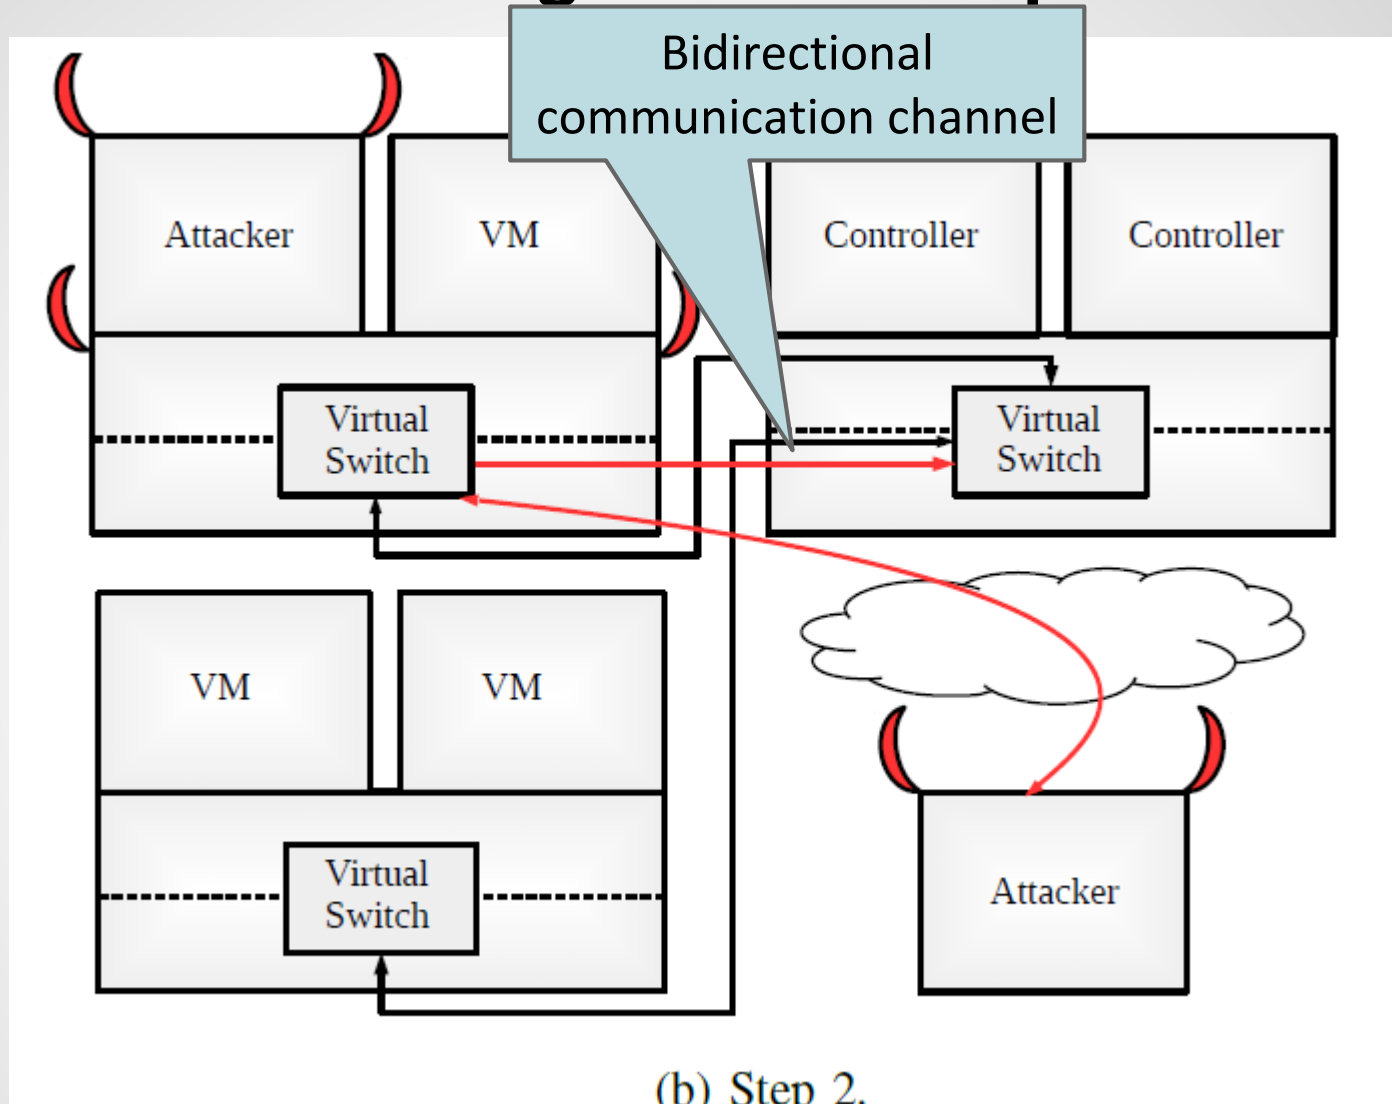 Bidirectional
communication channel
Attacker
VM
Controller
Controller
Virtual
Switch
Virtual
Switch
VM
VM
Virtual
Switch
Attacker
(b) Step 2.